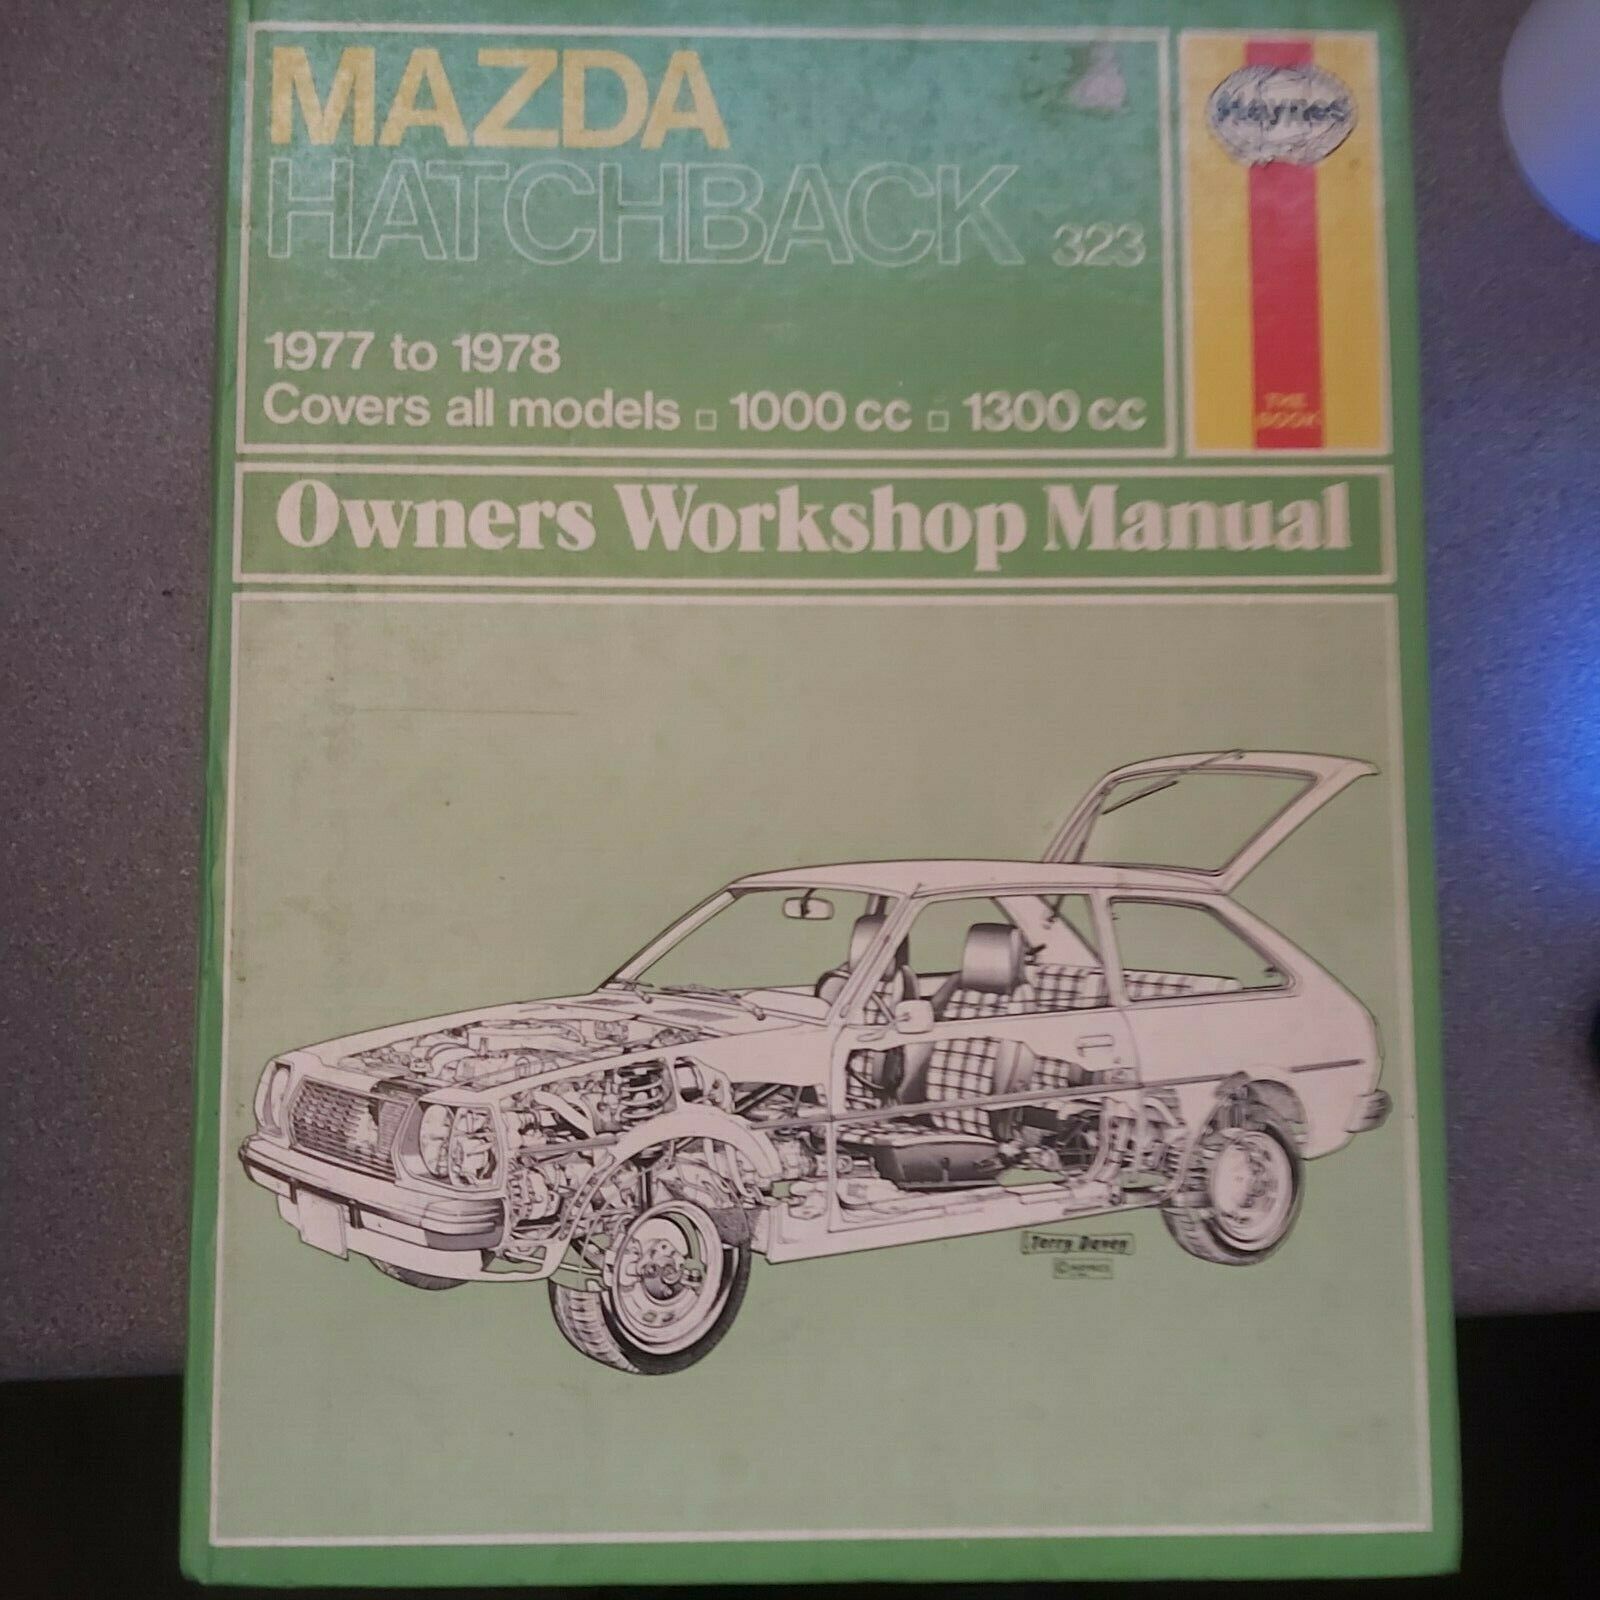 MAZDA
HATCHBACK 323
1977 to 1978
Covers all models ▫ 1000 cc ▫ 1300 cc
Haynes
THE
BOOK
Owners Workshop Manual
Terry Davey
© HAYNES